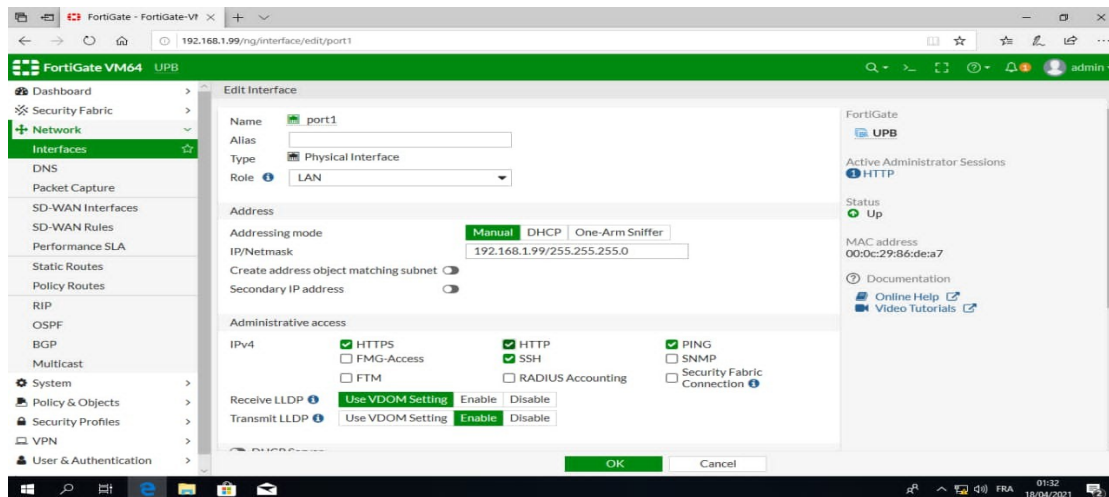 FortiGate - FortiGate-VM
192.168.1.99/ng/interface/edit/port1
FortiGate VM64 UPB
admin
Dashboard
Security Fabric
Network
Interfaces
DNS
Packet Capture
SD-WAN Interfaces
SD-WAN Rules
Performance SLA
Static Routes
Policy Routes
RIP
OSPF
BGP
Multicast
System
Policy & Objects
Security Profiles
VPN
User & Authentication
Edit Interface
Name port1
Alias
Type Physical Interface
Role LAN
Address
Addressing mode Manual DHCP One-Arm Sniffer
IP/Netmask 192.168.1.99/255.255.255.0
Create address object matching subnet
Secondary IP address
Administrative access
IPv4 HTTPS HTTP PING
FMG-Access SSH SNMP
FTM RADIUS Accounting Security Fabric
Connection
Receive LLDP Use VDOM Setting Enable Disable
Transmit LLDP Use VDOM Setting Enable Disable
DHCP Server
OK Cancel
FortiGate
UPB
Active Administrator Sessions
1 HTTP
Status
Up
MAC address
00:0c:29:86:de:a7
Documentation
Online Help
Video Tutorials
FRA
01:32
18/04/2021